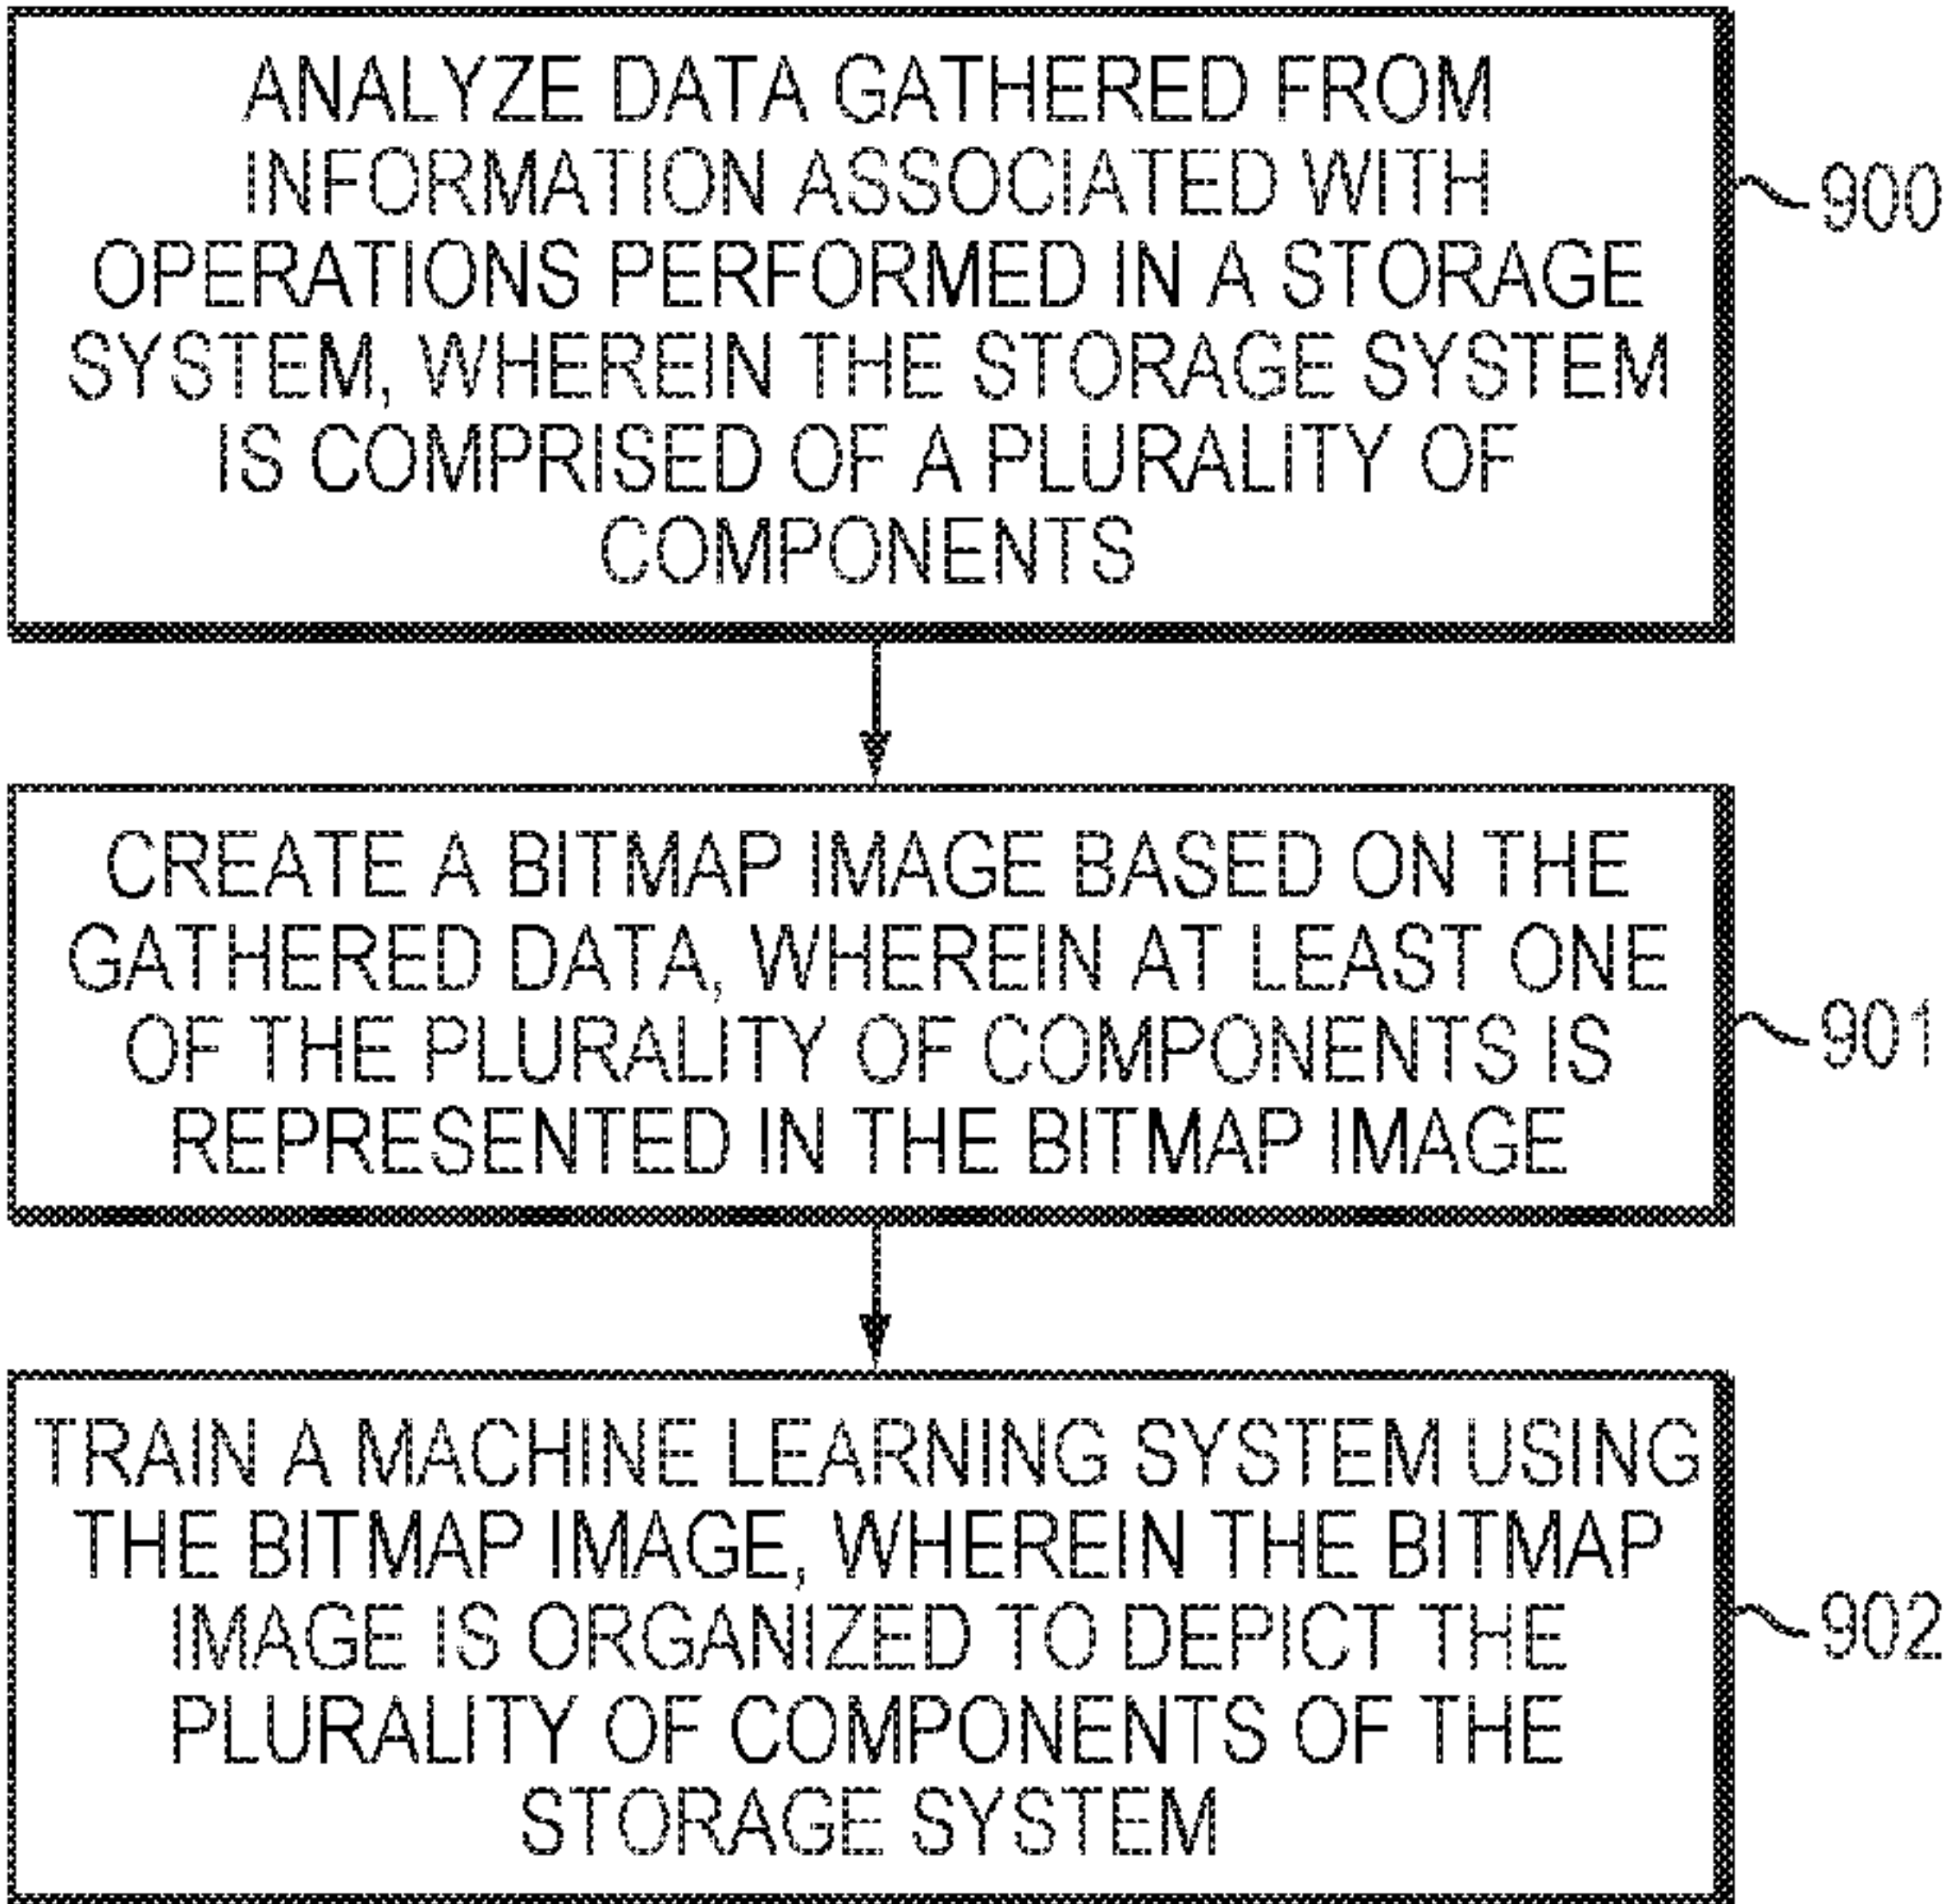 ANALYZE DATA GATHERED FROM
INFORMATION ASSOCIATED WITH
OPERATIONS PERFORMED IN A STORAGE
SYSTEM, WHEREIN THE STORAGE SYSTEM
IS COMPRISED OF A PLURALITY OF
COMPONENTS
900
CREATE A BITMAP IMAGE BASED ON THE
GATHERED DATA, WHEREIN AT LEAST ONE
OF THE PLURALITY OF COMPONENTS IS
REPRESENTED IN THE BITMAP IMAGE
901
TRAIN A MACHINE LEARNING SYSTEM USING
THE BITMAP IMAGE, WHEREIN THE BITMAP
IMAGE IS ORGANIZED TO DEPICT THE
PLURALITY OF COMPONENTS OF THE
STORAGE SYSTEM
902